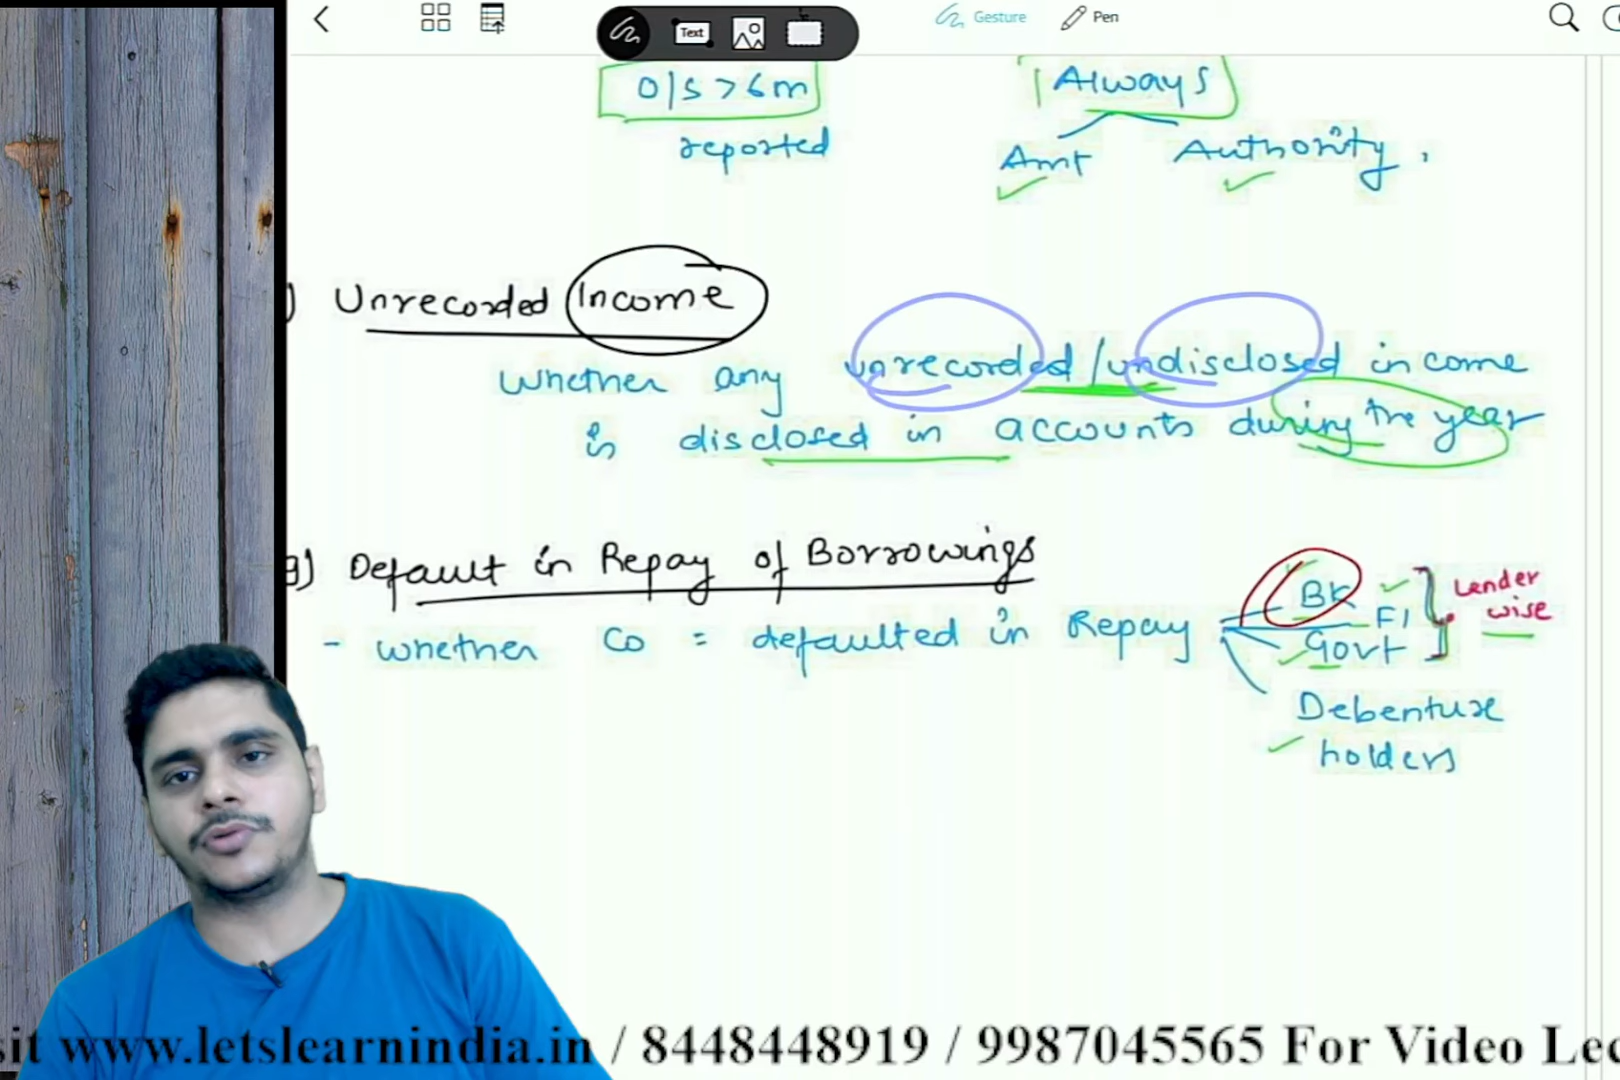 Text
Gesture
Pen
O/S > 6m
Always
reported
Amt
Authority,
) Unrecorded Income
Whether any unrecorded/undisclosed income
is disclosed in accounts during the year
g) Default in Repay of Borrowings
- Whether Co = defaulted in Repay
BK
FI
Govt
Lender
wise
Debenture
holders
sit www.letslearnindia.in / 8448448919 / 9987045565 For Video Lec